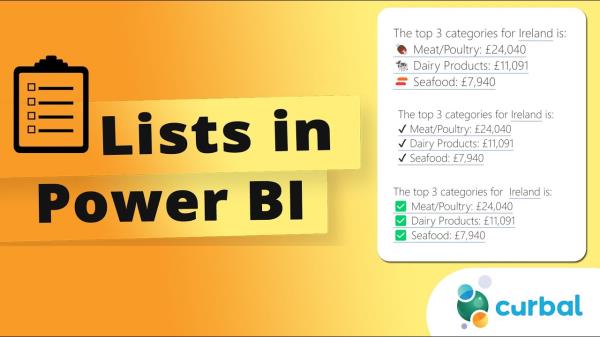 Lists in
Power BI
The top 3 categories for Ireland is:
Meat/Poultry: £24,040
Dairy Products: £11,091
Seafood: £7,940
The top 3 categories for Ireland is:
✓ Meat/Poultry: £24,040
✓ Dairy Products: £11,091
✓ Seafood: £7,940
The top 3 categories for Ireland is:
✅ Meat/Poultry: £24,040
✅ Dairy Products: £11,091
✅ Seafood: £7,940
curbal